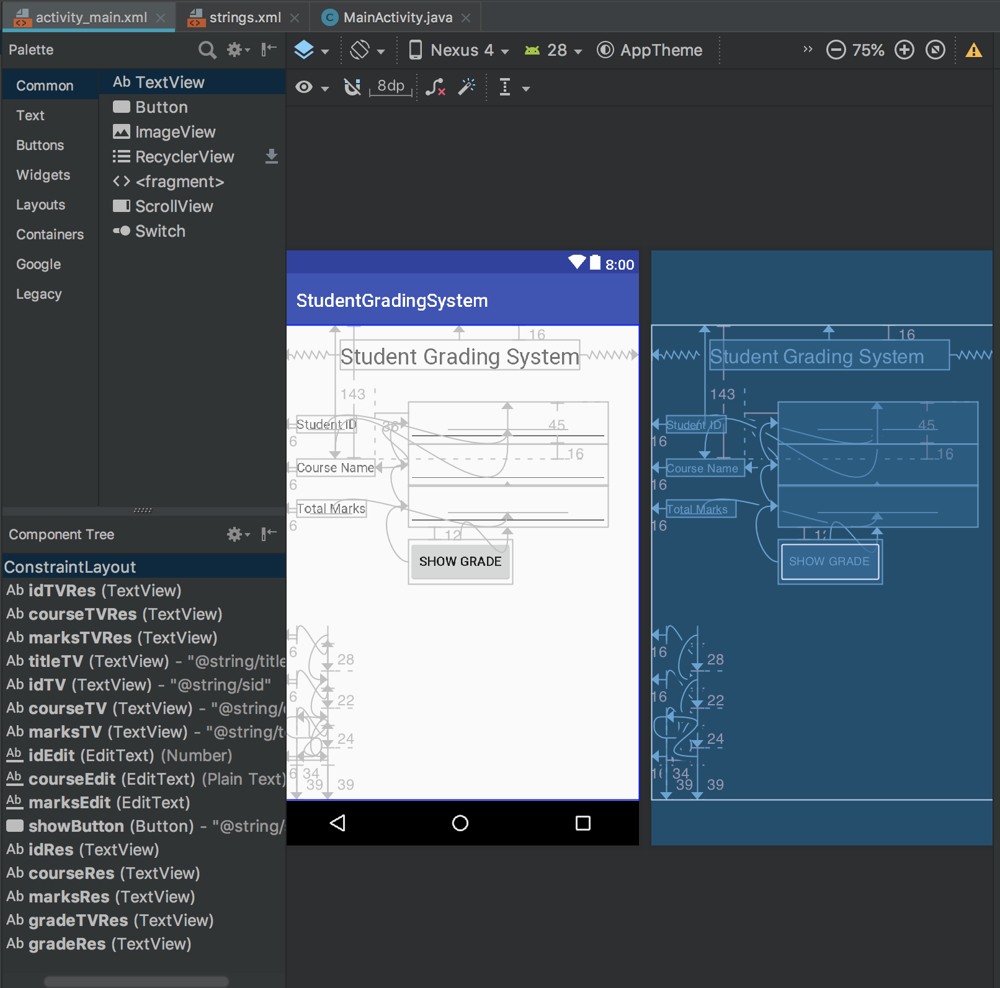 activity_main.xml
strings.xml
MainActivity.java
Palette
Nexus 4
28
AppTheme
75%
8dp
Common
Text
Buttons
Widgets
Layouts
Containers
Google
Legacy
Ab TextView
Button
ImageView
RecyclerView
<fragment>
ScrollView
Switch
Component Tree
ConstraintLayout
Ab idTVRes (TextView)
Ab courseTVRes (TextView)
Ab marksTVRes (TextView)
Ab titleTV (TextView) - "@string/title
Ab idTV (TextView) - "@string/sid"
Ab courseTV (TextView) - "@string/
Ab marksTV (TextView) - "@string/t
Ab idEdit (EditText) (Number)
Ab courseEdit (EditText) (Plain Text)
Ab marksEdit (EditText)
showButton (Button) - "@string/
Ab idRes (TextView)
Ab courseRes (TextView)
Ab marksRes (TextView)
Ab gradeTVRes (TextView)
Ab gradeRes (TextView)
8:00
StudentGradingSystem
16
Student Grading System
143
Student ID
36
45
6
16
Course Name
6
Total Marks
6
12
SHOW GRADE
6
28
6
22
24
6
34
39
39
16
Student Grading System
143
Student ID
45
16
16
Course Name
16
Total Marks
16
SHOW GRADE
16
28
16
22
24
34
39
39